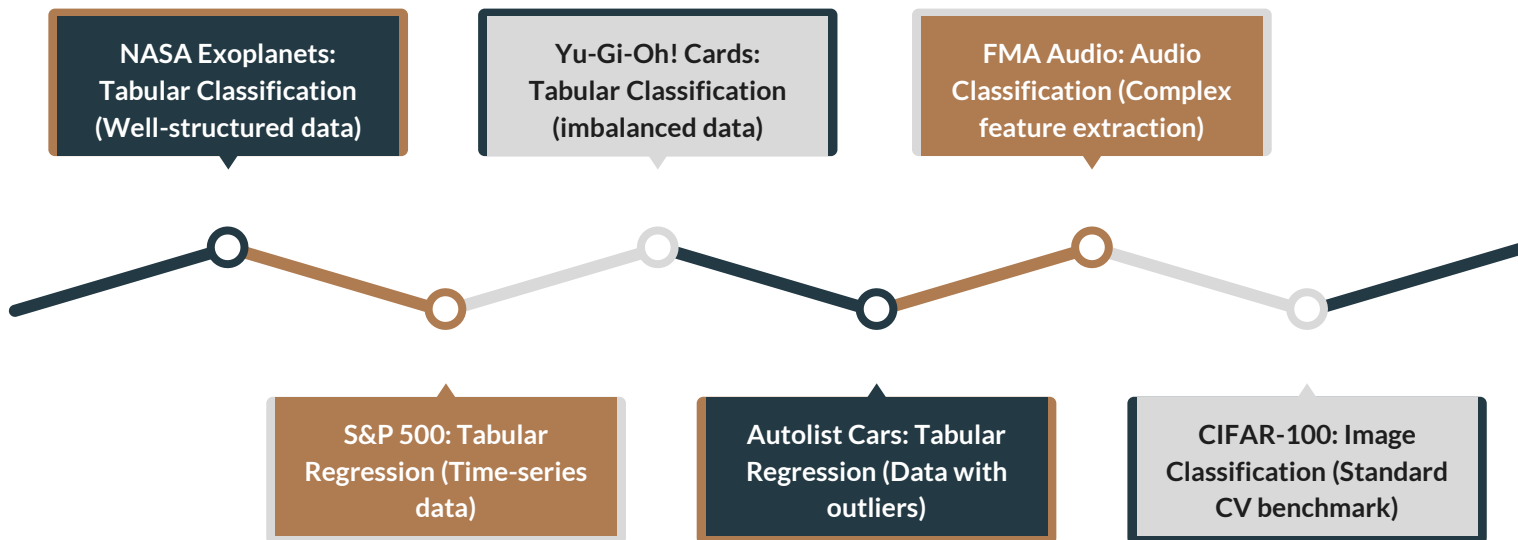 NASA Exoplanets:
Tabular Classification
(Well-structured data)
Yu-Gi-Oh! Cards:
Tabular Classification
(imbalanced data)
FMA Audio: Audio
Classification (Complex
feature extraction)
S&P 500: Tabular
Regression (Time-series
data)
Autolist Cars: Tabular
Regression (Data with
outliers)
CIFAR-100: Image
Classification (Standard
CV benchmark)